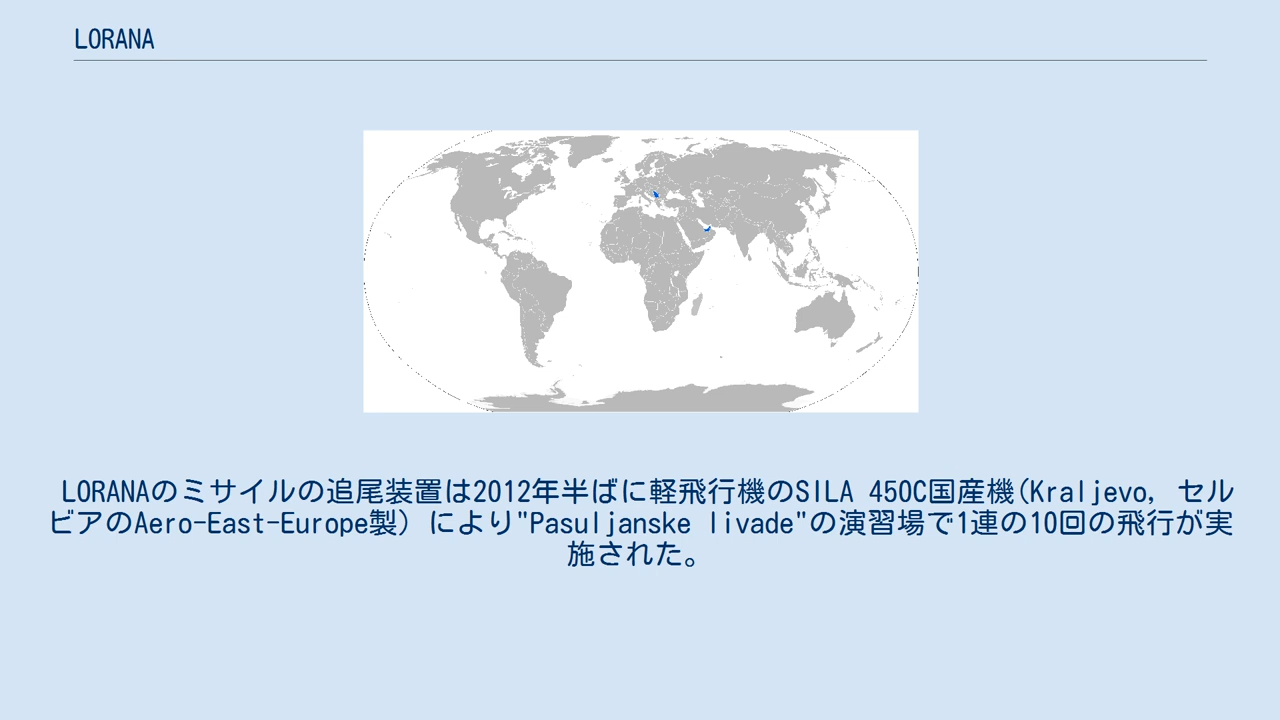 LORANA
LORANAのミサイルの追尾装置は2012年半ばに軽飛行機のSILA 450C国産機(Kraljevo, セル
ビアのAero-East-Europe製) により"Pasuljanske livade"の演習場で1連の10回の飛行が実
施された。